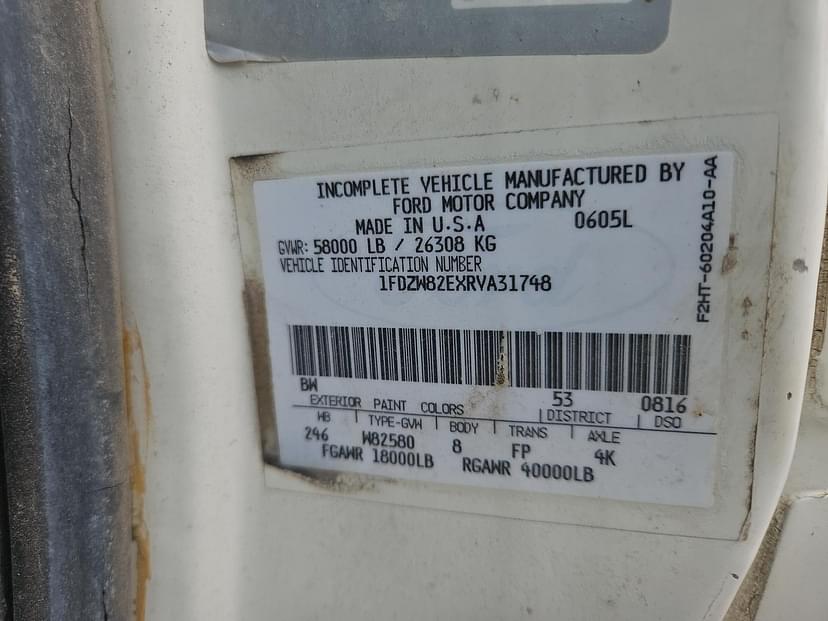 INCOMPLETE VEHICLE MANUFACTURED BY
FORD MOTOR COMPANY
MADE IN U.S.A 0605L
GVWR: 58000 LB / 26308 KG
VEHICLE IDENTIFICATION NUMBER
1FDZW82EXRVA31748
F2HT-60204A10-AA
BW 53 0816
EXTERIOR PAINT COLORS DISTRICT DSO
WB TYPE-GVW BODY TRANS AXLE
246 W82580 8 FP 4K
FGAWR 18000LB RGAWR 40000LB